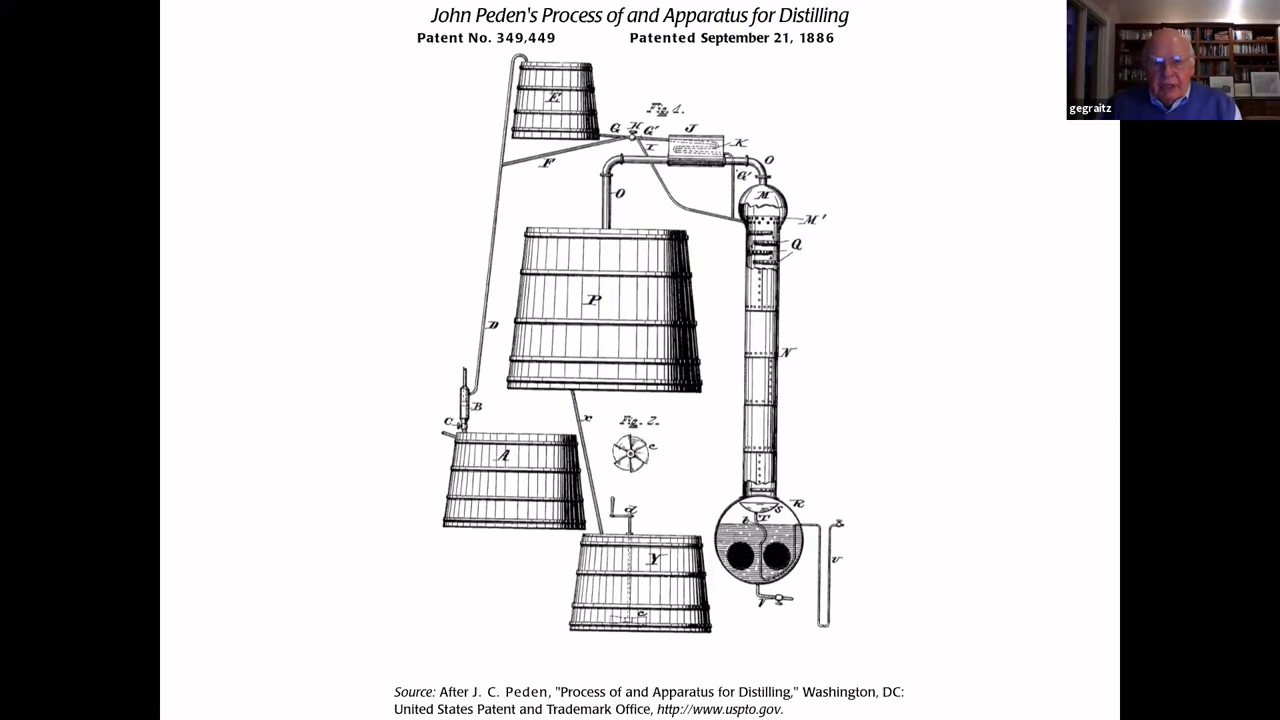 John Peden's Process of and Apparatus for Distilling
Patent No. 349,449 Patented September 21, 1886
gegraitz
E
Fig. 1.
G H G' J
K
I
F
O
G'
O
M
M'
Q
P
D
N
B
C
x
Fig. 2.
c
A
R
S
d
b T
Y
v
c
V
Source: After J. C. Peden, "Process of and Apparatus for Distilling," Washington, DC:
United States Patent and Trademark Office, http://www.uspto.gov.